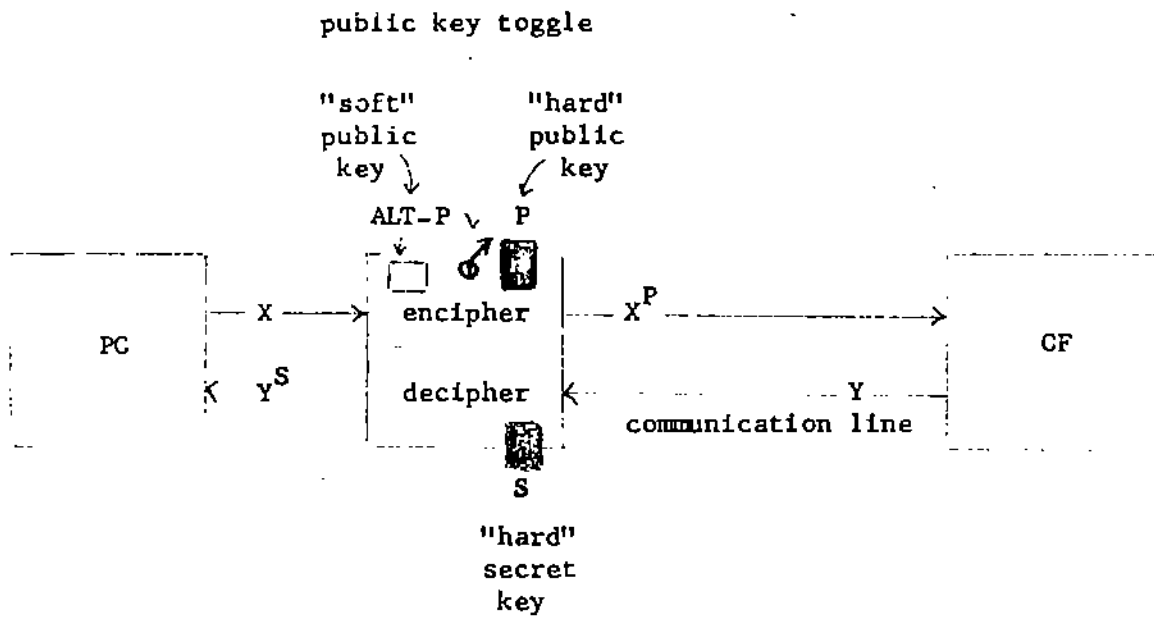 public key toggle
"soft" public key
"hard" public key
ALT-P
P
X
encipher
X^P
PC
CF
Y^S
decipher
Y
communication line
S
"hard"
secret
key